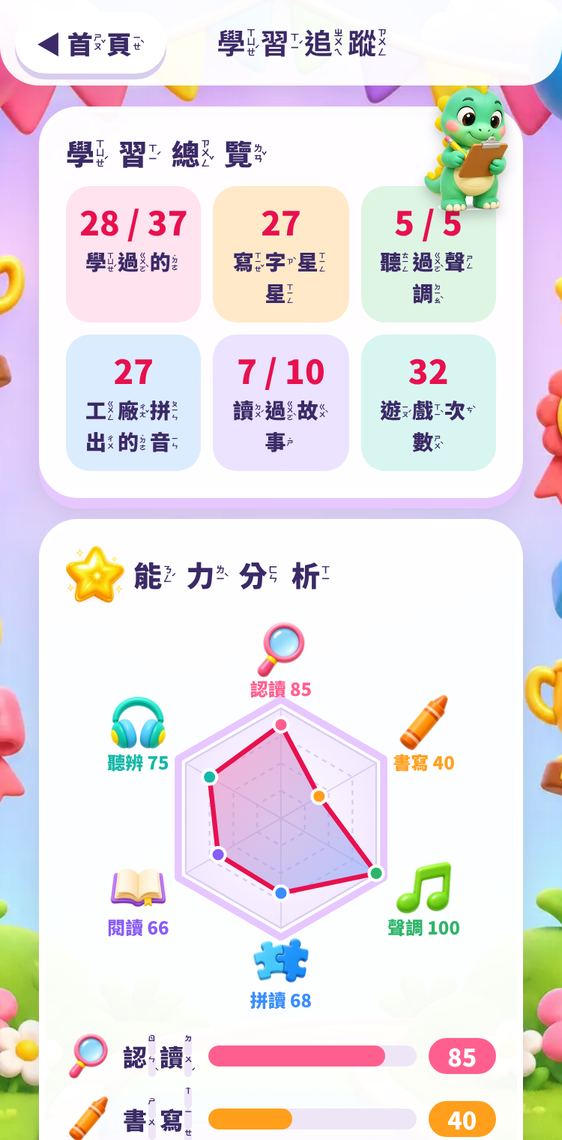 首頁
學習追蹤
學習總覽
28 / 37
學過的
27
寫字星
星
5 / 5
聽過聲
調
27
工廠拼
出的音
7 / 10
讀過故
事
32
遊戲次
數
能力分析
認讀 85
聽辨 75
書寫 40
閱讀 66
聲調 100
拼讀 68
認讀
85
書寫
40